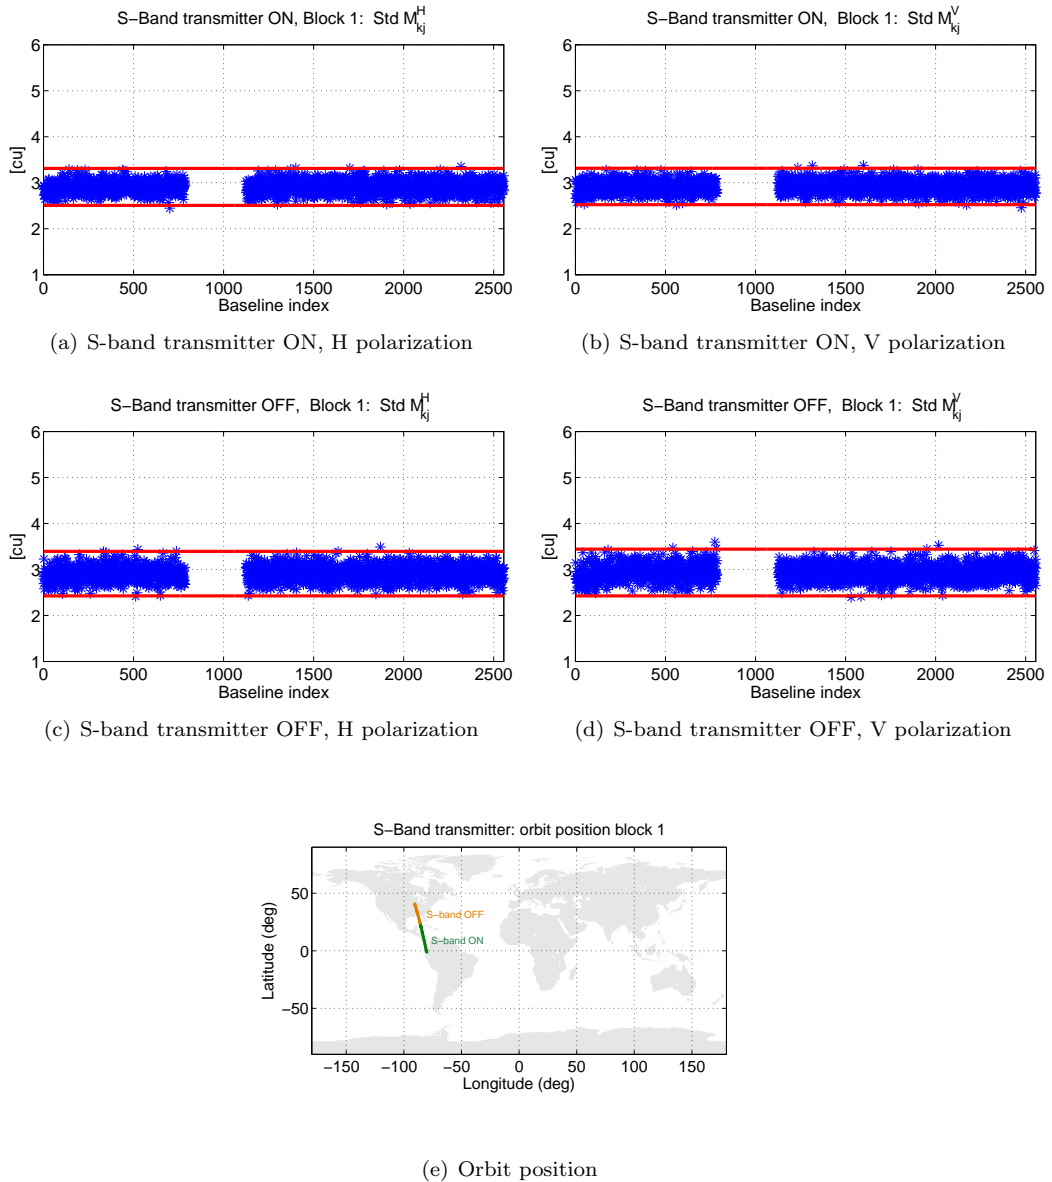 S−Band transmitter ON, Block 1: Std M_kj^H
6
5
4
3
2
1
[cu]
0 500 1000 1500 2000 2500
Baseline index
(a) S-band transmitter ON, H polarization
S−Band transmitter ON, Block 1: Std M_kj^V
6
5
4
3
2
1
[cu]
0 500 1000 1500 2000 2500
Baseline index
(b) S-band transmitter ON, V polarization
S−Band transmitter OFF, Block 1: Std M_kj^H
6
5
4
3
2
1
[cu]
0 500 1000 1500 2000 2500
Baseline index
(c) S-band transmitter OFF, H polarization
S−Band transmitter OFF, Block 1: Std M_kj^V
6
5
4
3
2
1
[cu]
0 500 1000 1500 2000 2500
Baseline index
(d) S-band transmitter OFF, V polarization
S−Band transmitter: orbit position block 1
50
0
−50
Latitude (deg)
S−band OFF
S−band ON
−150 −100 −50 0 50 100 150
Longitude (deg)
(e) Orbit position